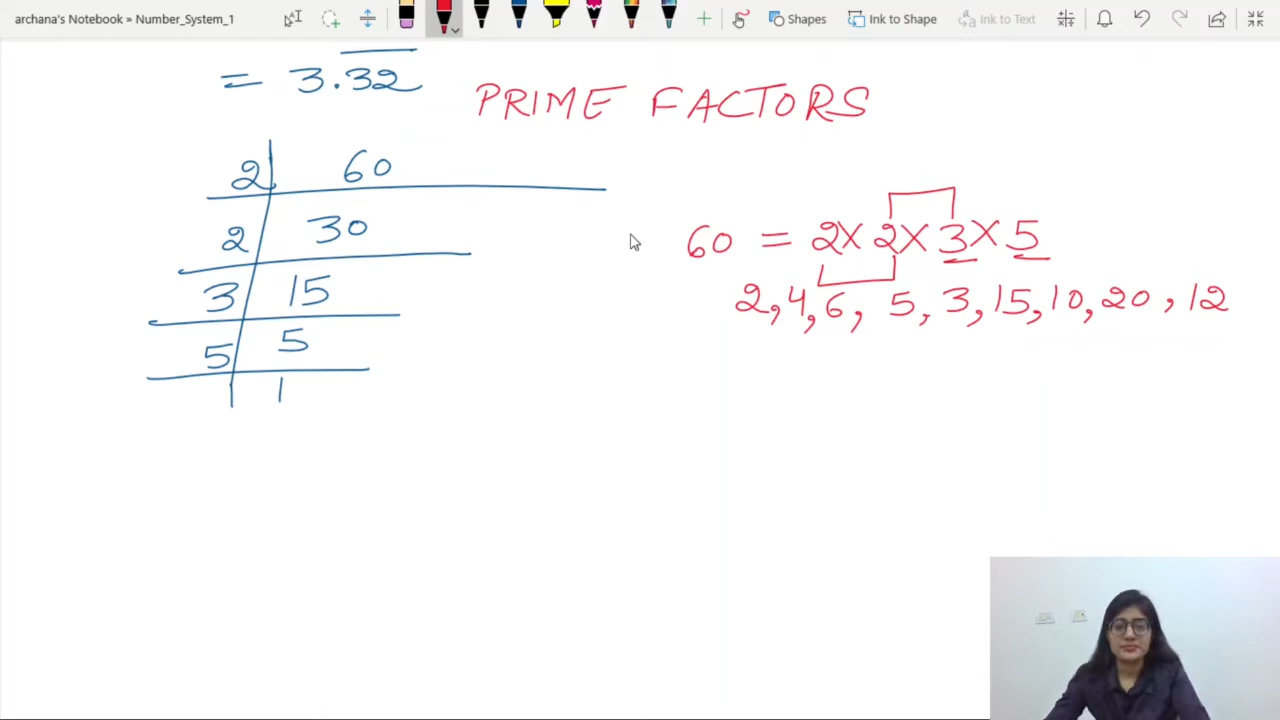 archana's Notebook » Number_System_1
Shapes
Ink to Shape
Ink to Text
= 3.32
PRIME FACTORS
2 60
2 30
3 15
5 5
1
60 = 2 × 2 × 3 × 5
2, 4, 6, 5, 3, 15, 10, 20, 12